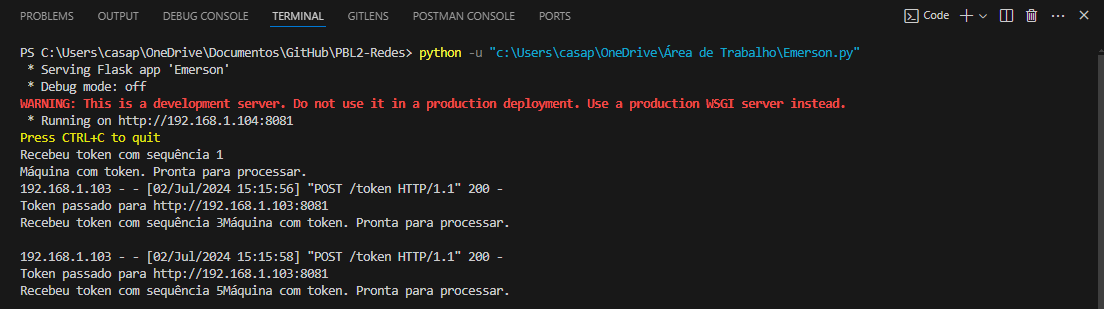 PROBLEMS OUTPUT DEBUG CONSOLE TERMINAL GITLENS POSTMAN CONSOLE PORTS Code
PS C:\Users\casap\OneDrive\Documentos\GitHub\PBL2-Redes> python -u "c:\Users\casap\OneDrive\Área de Trabalho\Emerson.py"
 * Serving Flask app 'Emerson'
 * Debug mode: off
WARNING: This is a development server. Do not use it in a production deployment. Use a production WSGI server instead.
 * Running on http://192.168.1.104:8081
Press CTRL+C to quit
Recebeu token com sequência 1
Máquina com token. Pronta para processar.
192.168.1.103 - - [02/Jul/2024 15:15:56] "POST /token HTTP/1.1" 200 -
Token passado para http://192.168.1.103:8081
Recebeu token com sequência 3Máquina com token. Pronta para processar.
192.168.1.103 - - [02/Jul/2024 15:15:58] "POST /token HTTP/1.1" 200 -
Token passado para http://192.168.1.103:8081
Recebeu token com sequência 5Máquina com token. Pronta para processar.